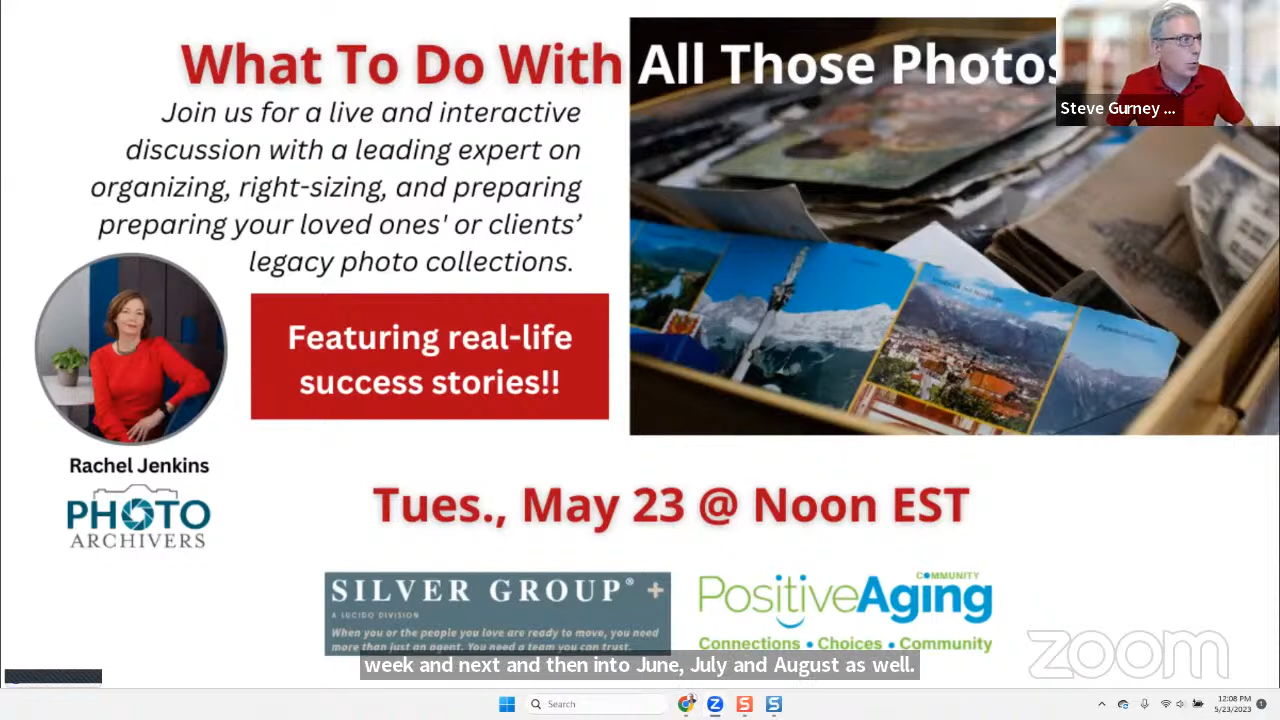 What To Do With All Those Photos
Steve Gurney ...
Join us for a live and interactive
discussion with a leading expert on
organizing, right-sizing, and preparing
preparing your loved ones' or clients’
legacy photo collections.
Featuring real-life
success stories!!
Rachel Jenkins
PHOTO
ARCHIVERS
Tues., May 23 @ Noon EST
SILVER GROUP® +
A LUCIDO DIVISION
When you or the people you love are ready to move, you need
more than just an agent. You need a team you can trust.
COMMUNITY
PositiveAging
Connections • Choices • Community
zoom
week and next and then into June, July and August as well.
Search
12:08 PM
5/23/2023